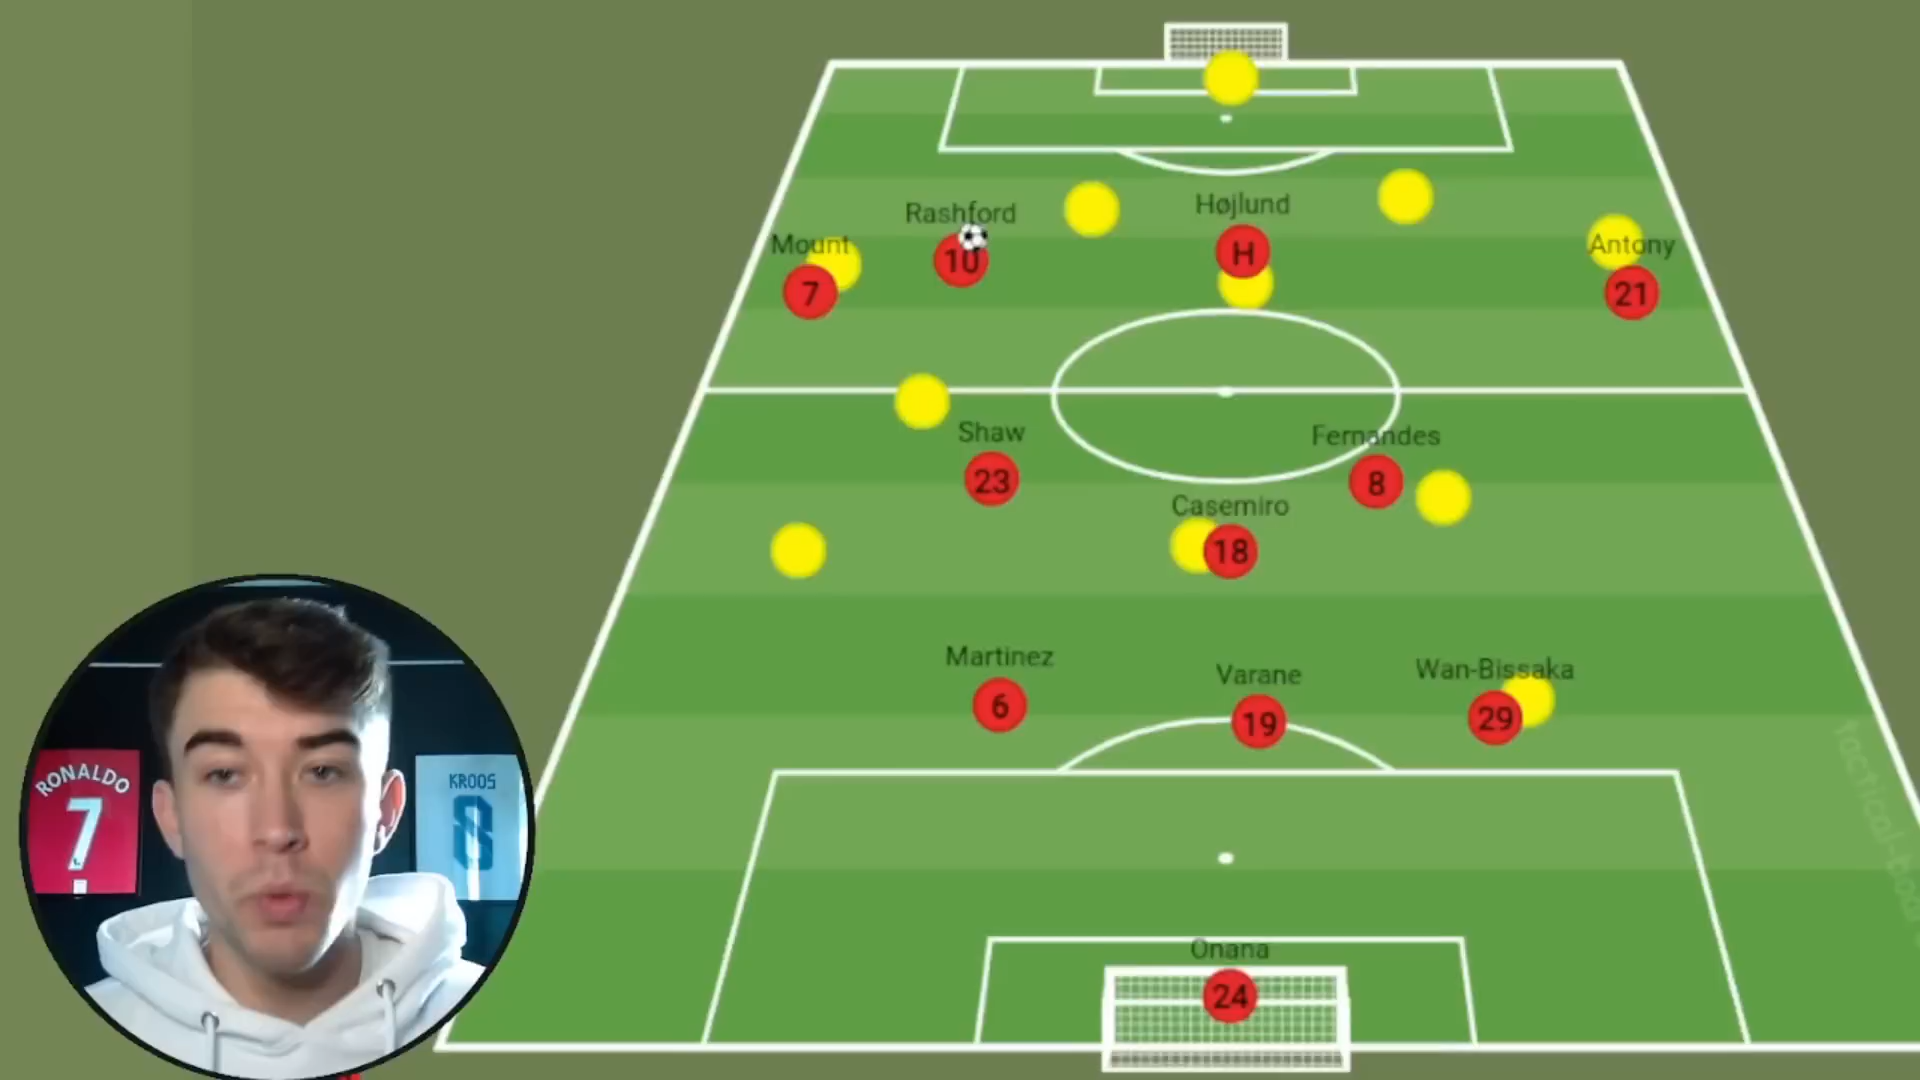 Rashford
10
Højlund
H
Mount
7
Antony
21
Shaw
23
Fernandes
8
Casemiro
18
Martinez
6
Varane
19
Wan-Bissaka
29
Onana
24
RONALDO
7
KROOS
8